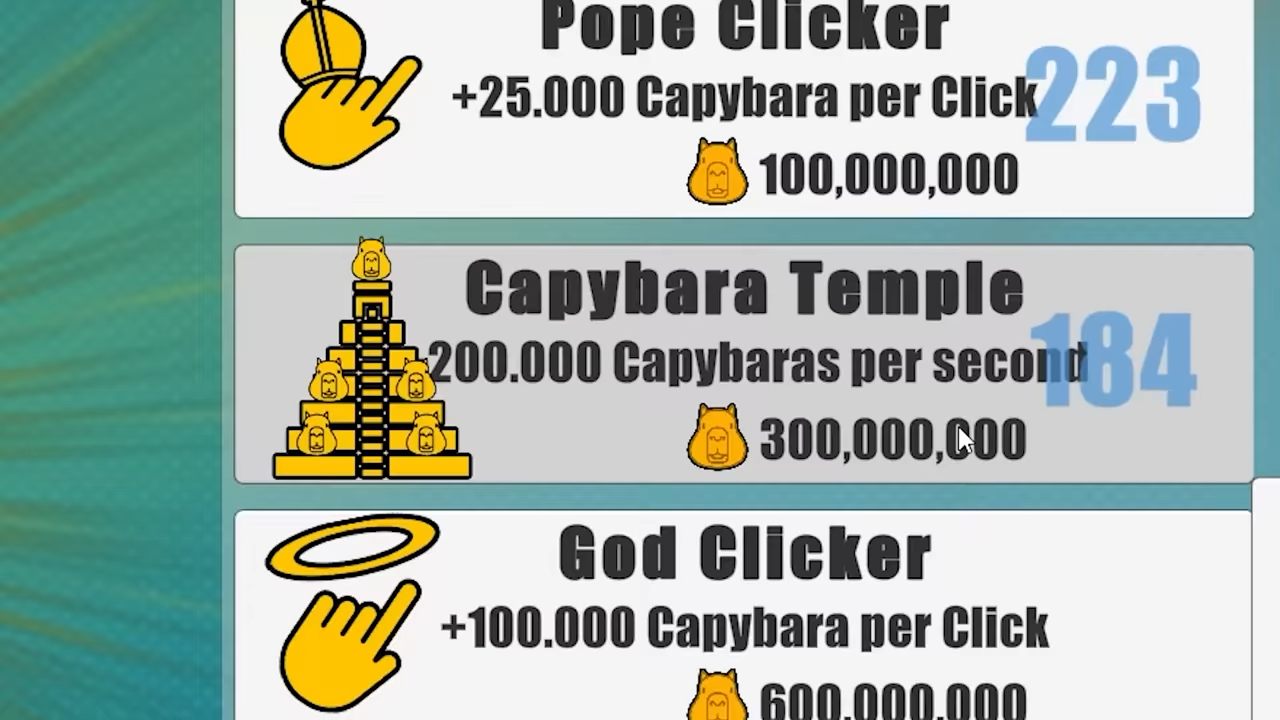 Pope Clicker
+25.000 Capybara per Click
223
100,000,000
Capybara Temple
200.000 Capybaras per second
184
300,000,000
God Clicker
+100.000 Capybara per Click
600,000,000